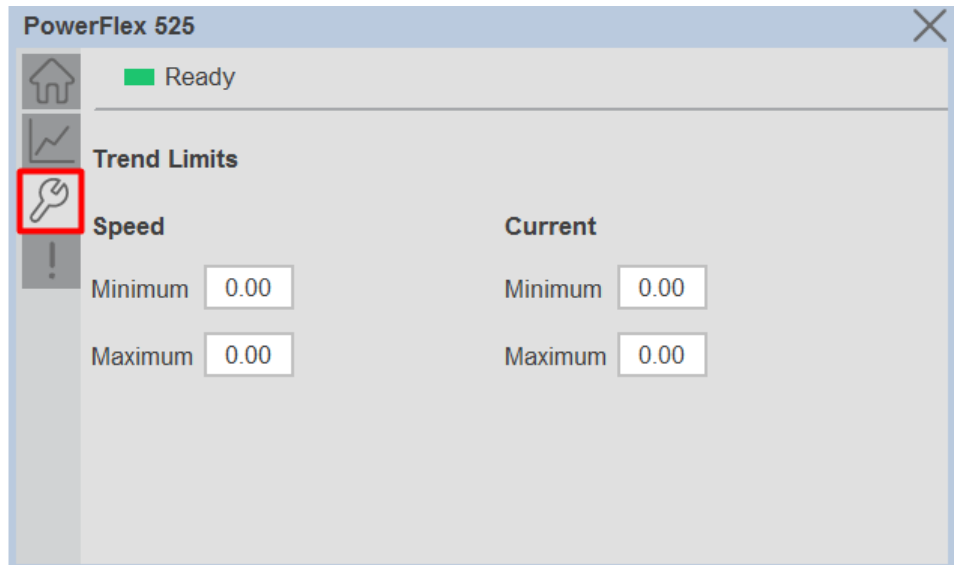 PowerFlex 525
Ready
Trend Limits
Speed
Current
Minimum 0.00
Minimum 0.00
Maximum 0.00
Maximum 0.00